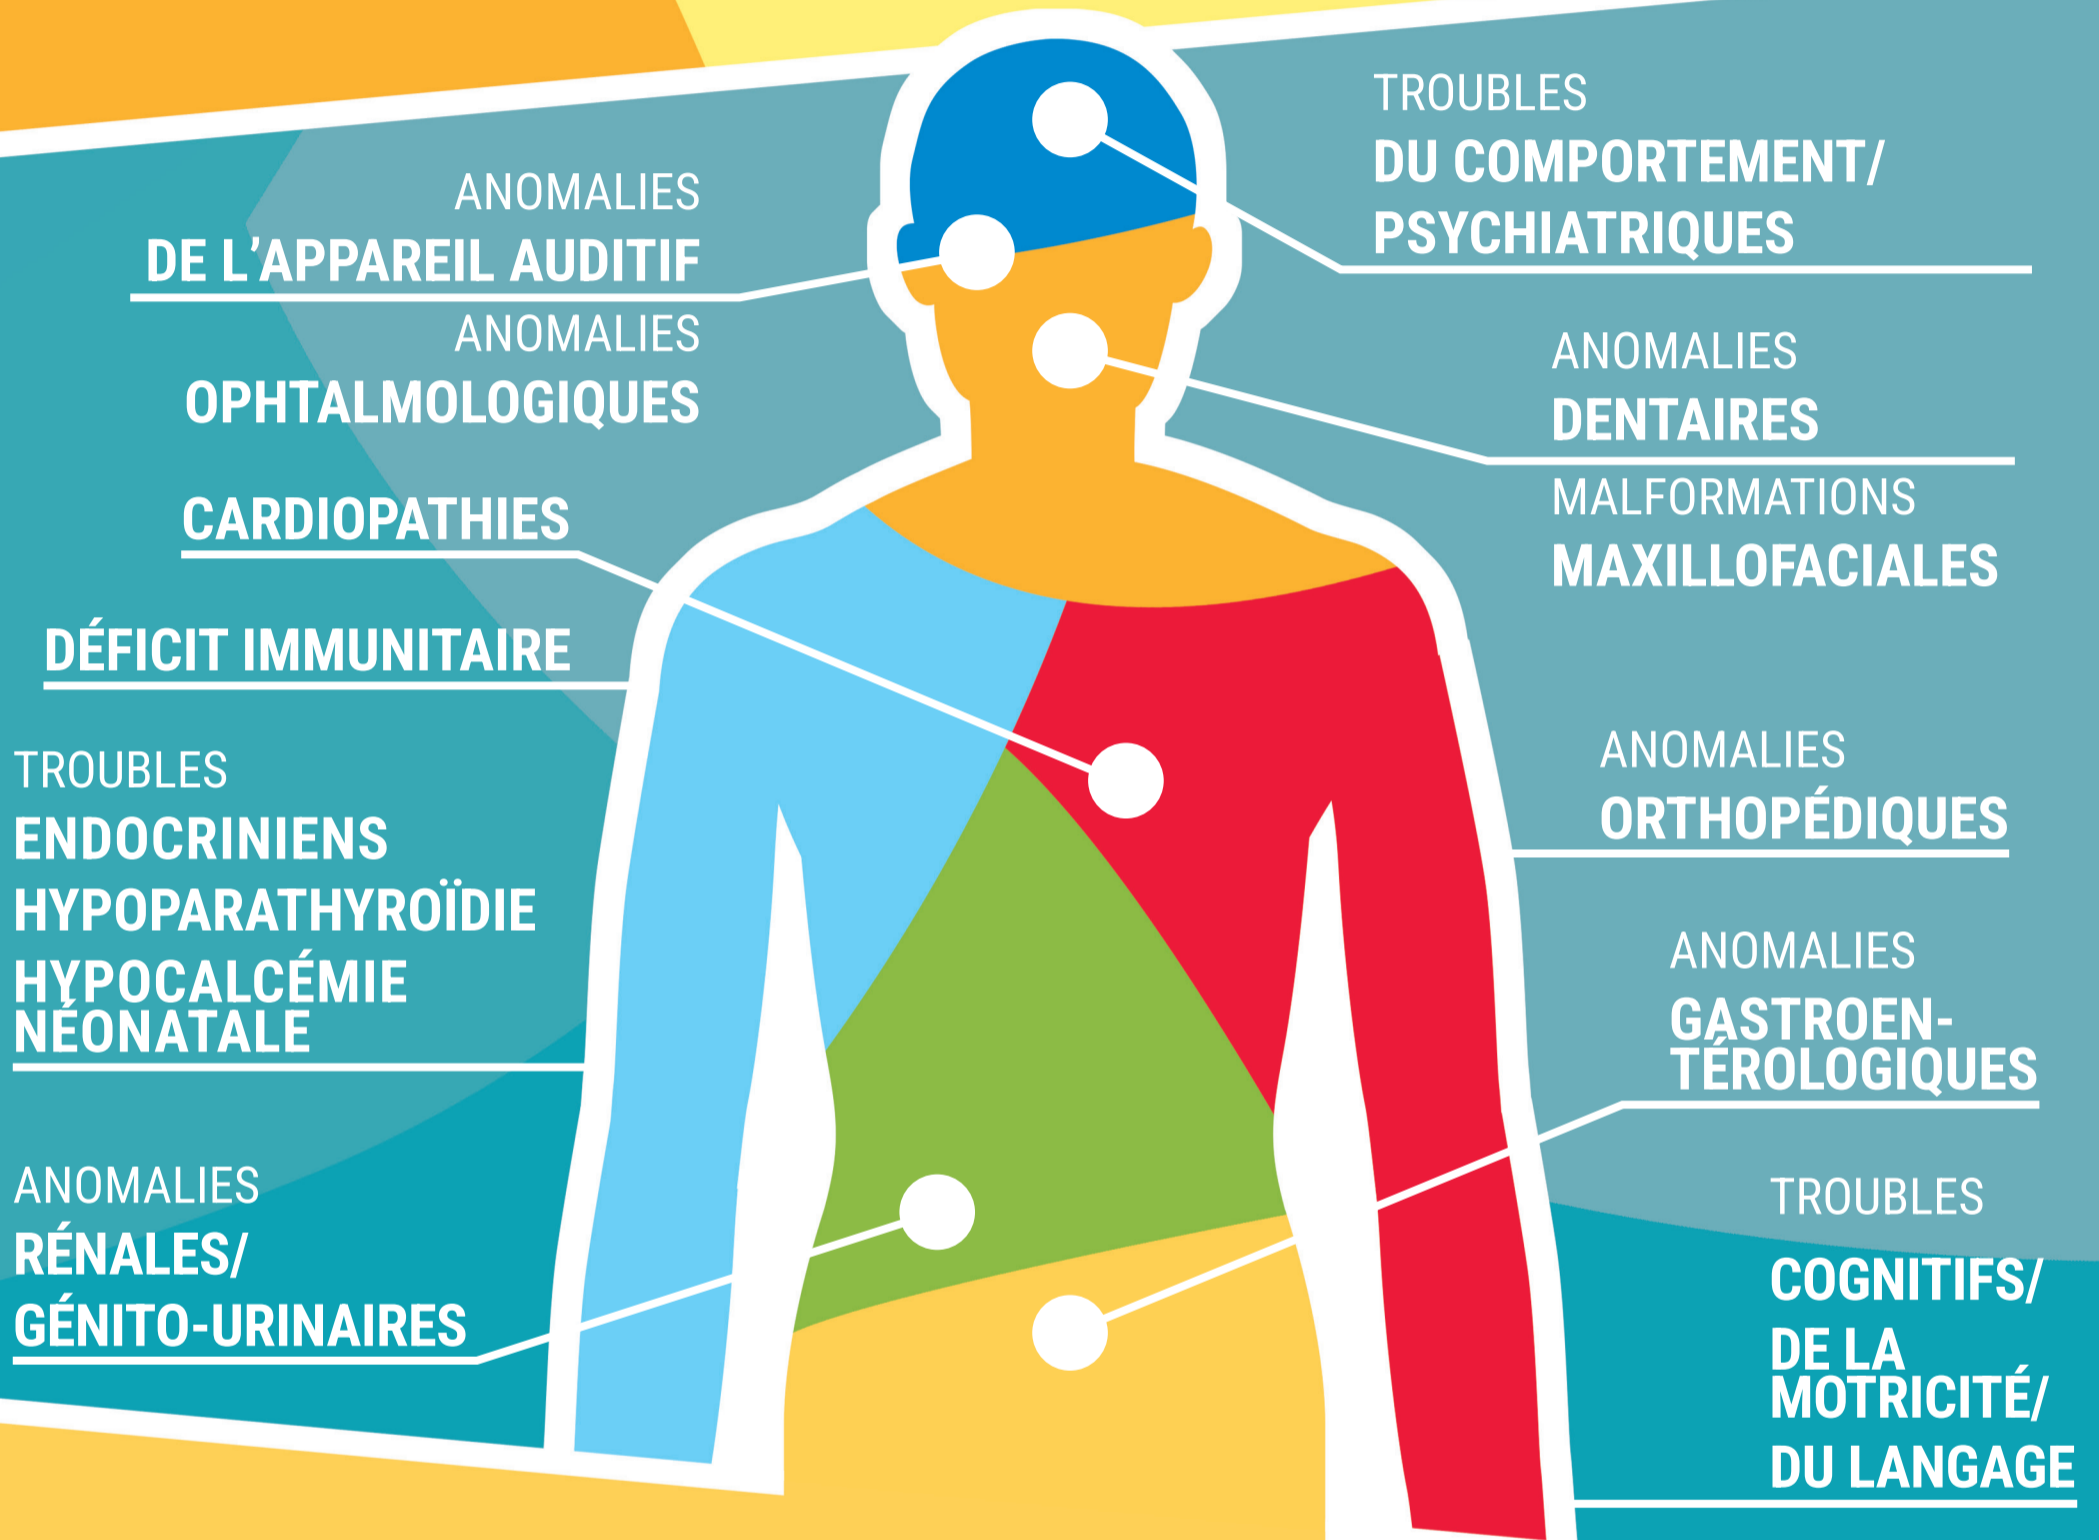 ANOMALIES
DE L'APPAREIL AUDITIF
ANOMALIES
OPHTALMOLOGIQUES
CARDIOPATHIES
DÉFICIT IMMUNITAIRE
TROUBLES
ENDOCRINIENS
HYPOPARATHYROÏDIE
HYPOCALCÉMIE
NÉONATALE
ANOMALIES
RÉNALES/
GÉNITO-URINAIRES
TROUBLES
DU COMPORTEMENT/
PSYCHIATRIQUES
ANOMALIES
DENTAIRES
MALFORMATIONS
MAXILLOFACIALES
ANOMALIES
ORTHOPÉDIQUES
ANOMALIES
GASTROEN-
TÉROLOGIQUES
TROUBLES
COGNITIFS/
DE LA
MOTRICITÉ/
DU LANGAGE